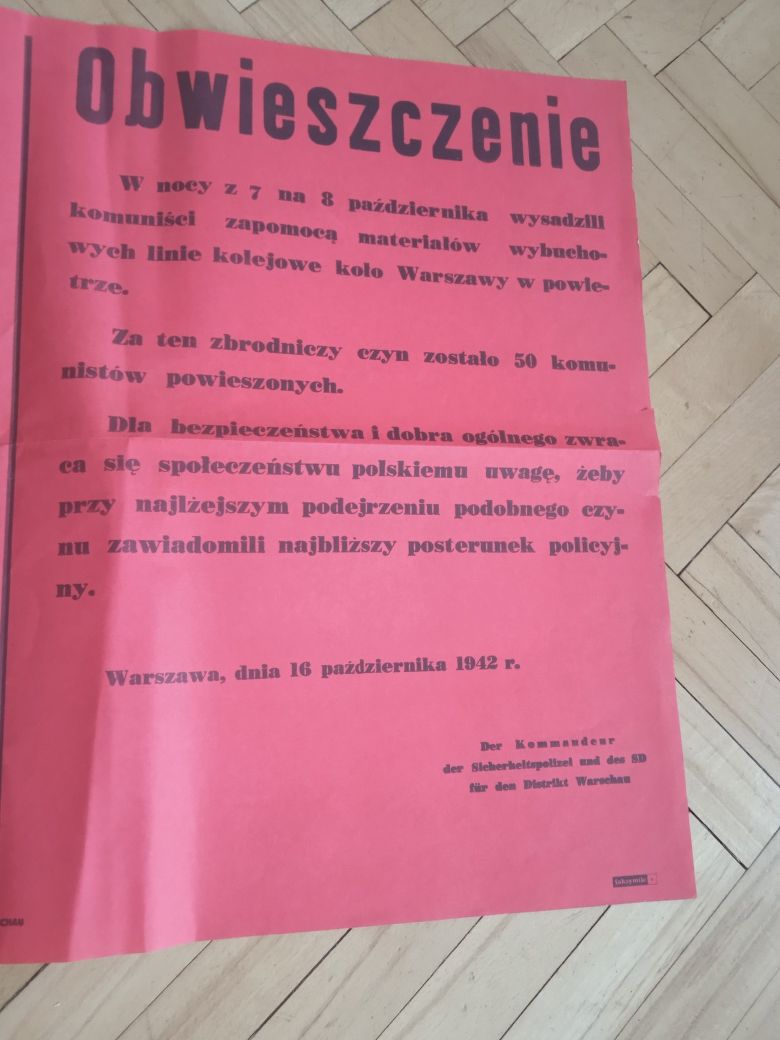 Obwieszczenie
W nocy z 7 na 8 października wysadzili
komuniści zapomocą materiałów wybucho-
wych linie kolejowe koło Warszawy w powie-
trze.
Za ten zbrodniczy czyn zostało 50 komu-
nistów powieszonych.
Dla bezpieczeństwa i dobra ogólnego zwra-
ca się społeczeństwu polskiemu uwagę, żeby
przy najlżejszym podejrzeniu podobnego czy-
nu zawiadomili najbliższy posterunek policyj-
ny.
Warszawa, dnia 16 października 1942 r.
Der Kommandeur
der Sicherheitspolizei und des SD
für den Distrikt Warschau
faksymile
CHAU